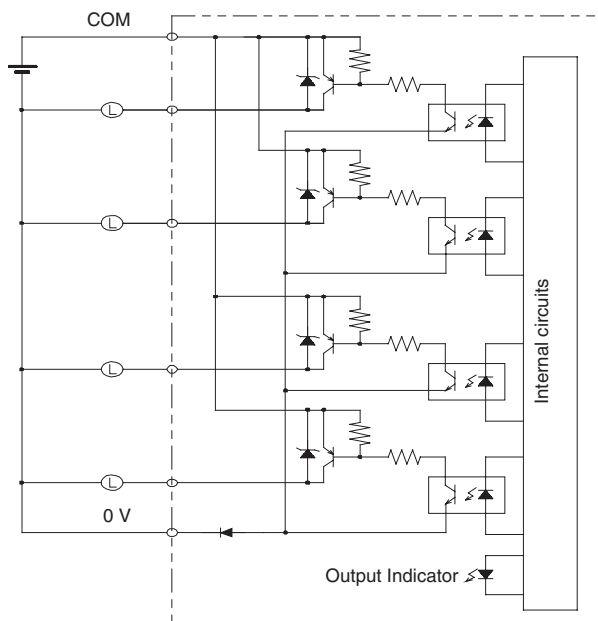 COM
L
L
L
L
0 V
Internal circuits
Output Indicator